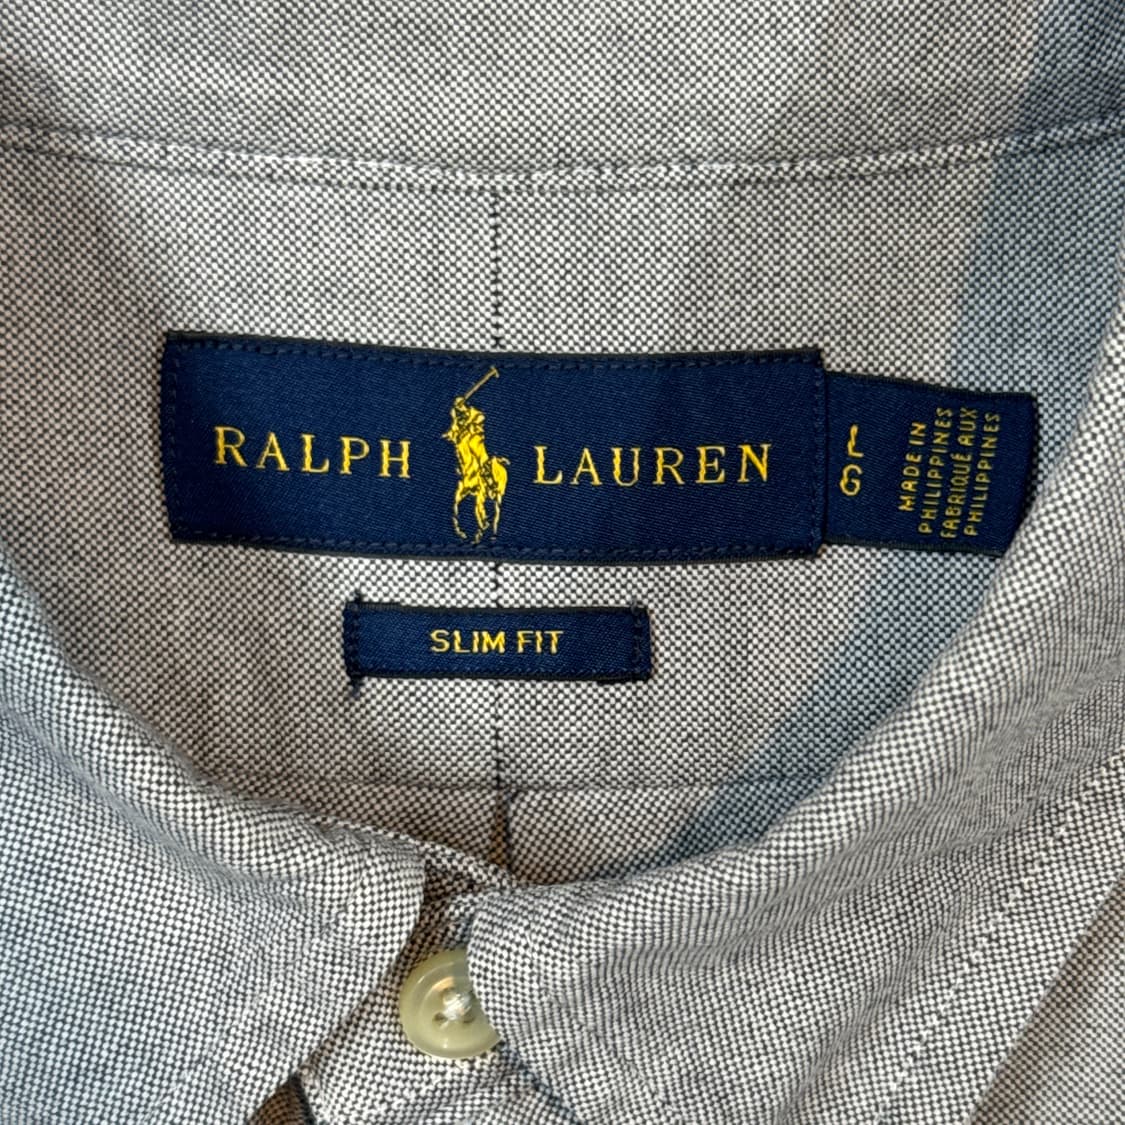 RALPH LAUREN
L
G
MADE IN
PHILIPPINES
FABRIQUÉ AUX
PHILIPPINES
SLIM FIT